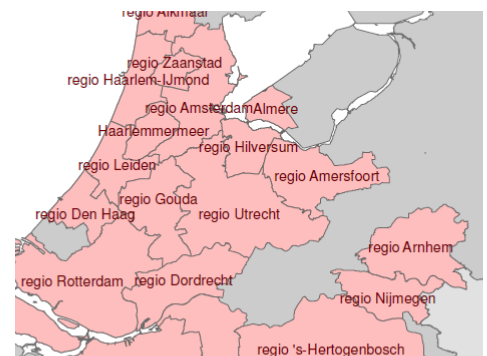 regio Alkmaar
regio Zaanstad
regio Haarlem-IJmond
regio Amsterdam
Almere
Haarlemmermeer
regio Hilversum
regio Leiden
regio Amersfoort
regio Gouda
regio Den Haag
regio Utrecht
regio Arnhem
regio Rotterdam
regio Dordrecht
regio Nijmegen
regio 's-Hertogenbosch